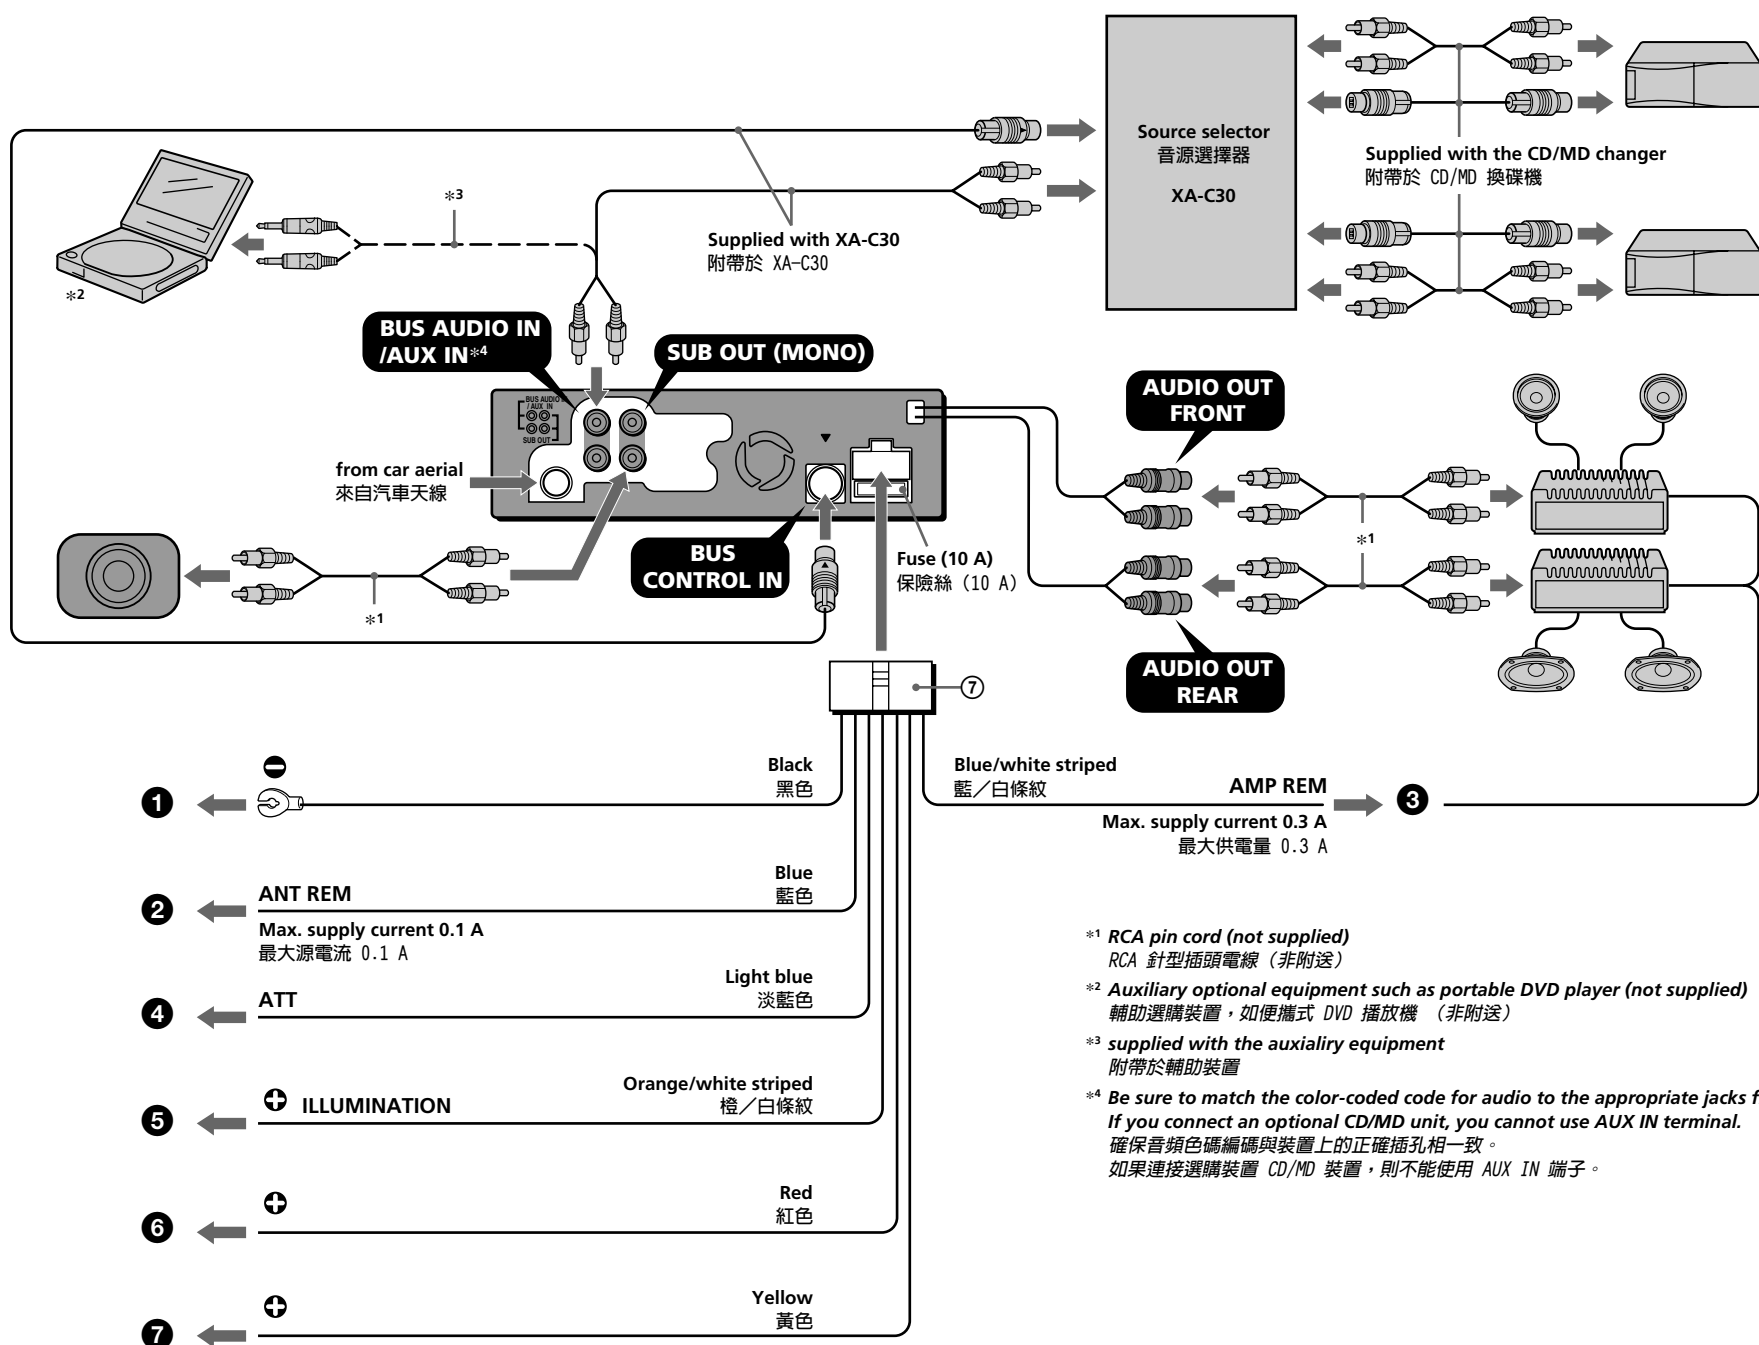 Source selector
音源選擇器
XA-C30
Supplied with the CD/MD changer
附帶於 CD/MD 換碟機
*3
Supplied with XA-C30
附帶於 XA-C30
*2
BUS AUDIO IN
/AUX IN*4
SUB OUT (MONO)
BUS AUDIO IN
/ AUX IN
SUB OUT
AUDIO OUT
FRONT
from car aerial
來自汽車天線
BUS
CONTROL IN
Fuse (10 A)
保險絲（10 A）
*1
*1
AUDIO OUT
REAR
⑦
Black
黑色
❶
Blue/white striped
藍／白條紋
AMP REM
❸
Max. supply current 0.3 A
最大供電量 0.3 A
Blue
藍色
❷
ANT REM
Max. supply current 0.1 A
最大源電流 0.1 A
Light blue
淡藍色
❹
ATT
Orange/white striped
橙／白條紋
❺
ILLUMINATION
Red
紅色
❻
Yellow
黃色
❼
*1 RCA pin cord (not supplied)
RCA 針型插頭電線（非附送）
*2 Auxiliary optional equipment such as portable DVD player (not supplied)
輔助選購裝置，如便攜式 DVD 播放機 （非附送）
*3 supplied with the auxialiry equipment
附帶於輔助裝置
*4 Be sure to match the color-coded code for audio to the appropriate jacks f
If you connect an optional CD/MD unit, you cannot use AUX IN terminal.
確保音頻色碼編碼與裝置上的正確插孔相一致。
如果連接選購裝置 CD/MD 裝置，則不能使用 AUX IN 端子。